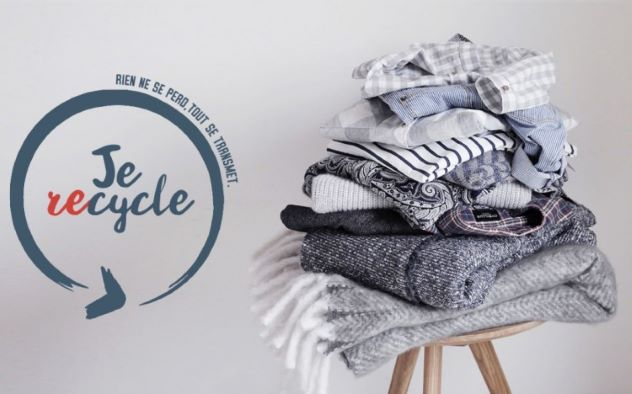 RIEN NE SE PERD, TOUT SE TRANSMET.
Je
recycle